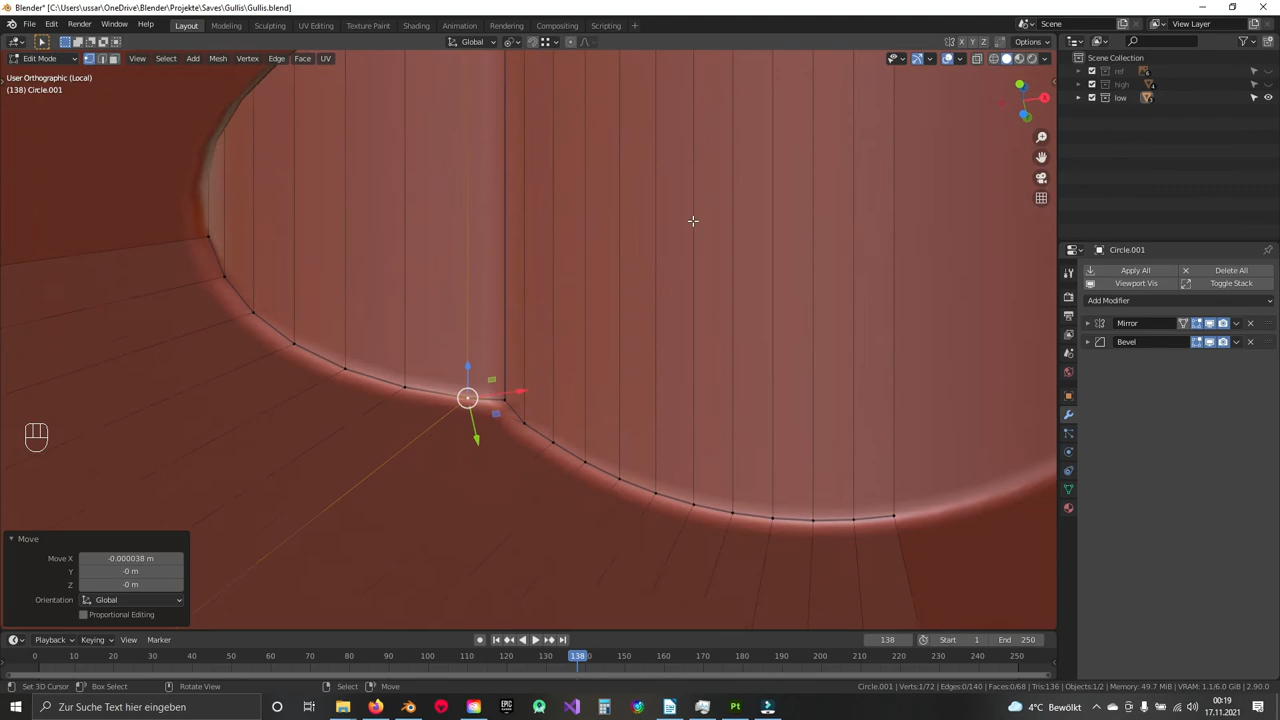 Blender* [C:\Users\ussar\OneDrive\Blender\Projekte\Saves\Gullis\Gullis.blend]
File Edit Render Window Help Layout Modeling Sculpting UV Editing Texture Paint Shading Animation Rendering Compositing Scripting + Scene View Layer
Global Options
Edit Mode View Select Add Mesh Vertex Edge Face UV
User Orthographic (Local)
(138) Circle.001
X Y Z
Scene Collection
ref 6
high 4
low
Circle.001
Apply All Delete All
Viewport Vis Toggle Stack
Add Modifier
Mirror
Bevel
Move
Move X -0.000038 m
Y -0 m
Z -0 m
Orientation Global
Proportional Editing
Playback Keying View Marker 138 Start 1 End 250
0 10 20 30 40 50 60 70 80 90 100 110 120 130 138 140 150 160 170 180 190 200 210 220 230 240 250
Set 3D Cursor Box Select Rotate View Select Move Circle.001 | Verts:1/72 | Edges:0/140 | Faces:0/68 | Tris:136 | Objects:1/2 | Memory: 49.7 MiB | VRAM: 1.1/6.0 GiB | 2.90.0
Zur Suche Text hier eingeben EPIC Pt 4°C Bewölkt 00:19
17.11.2021